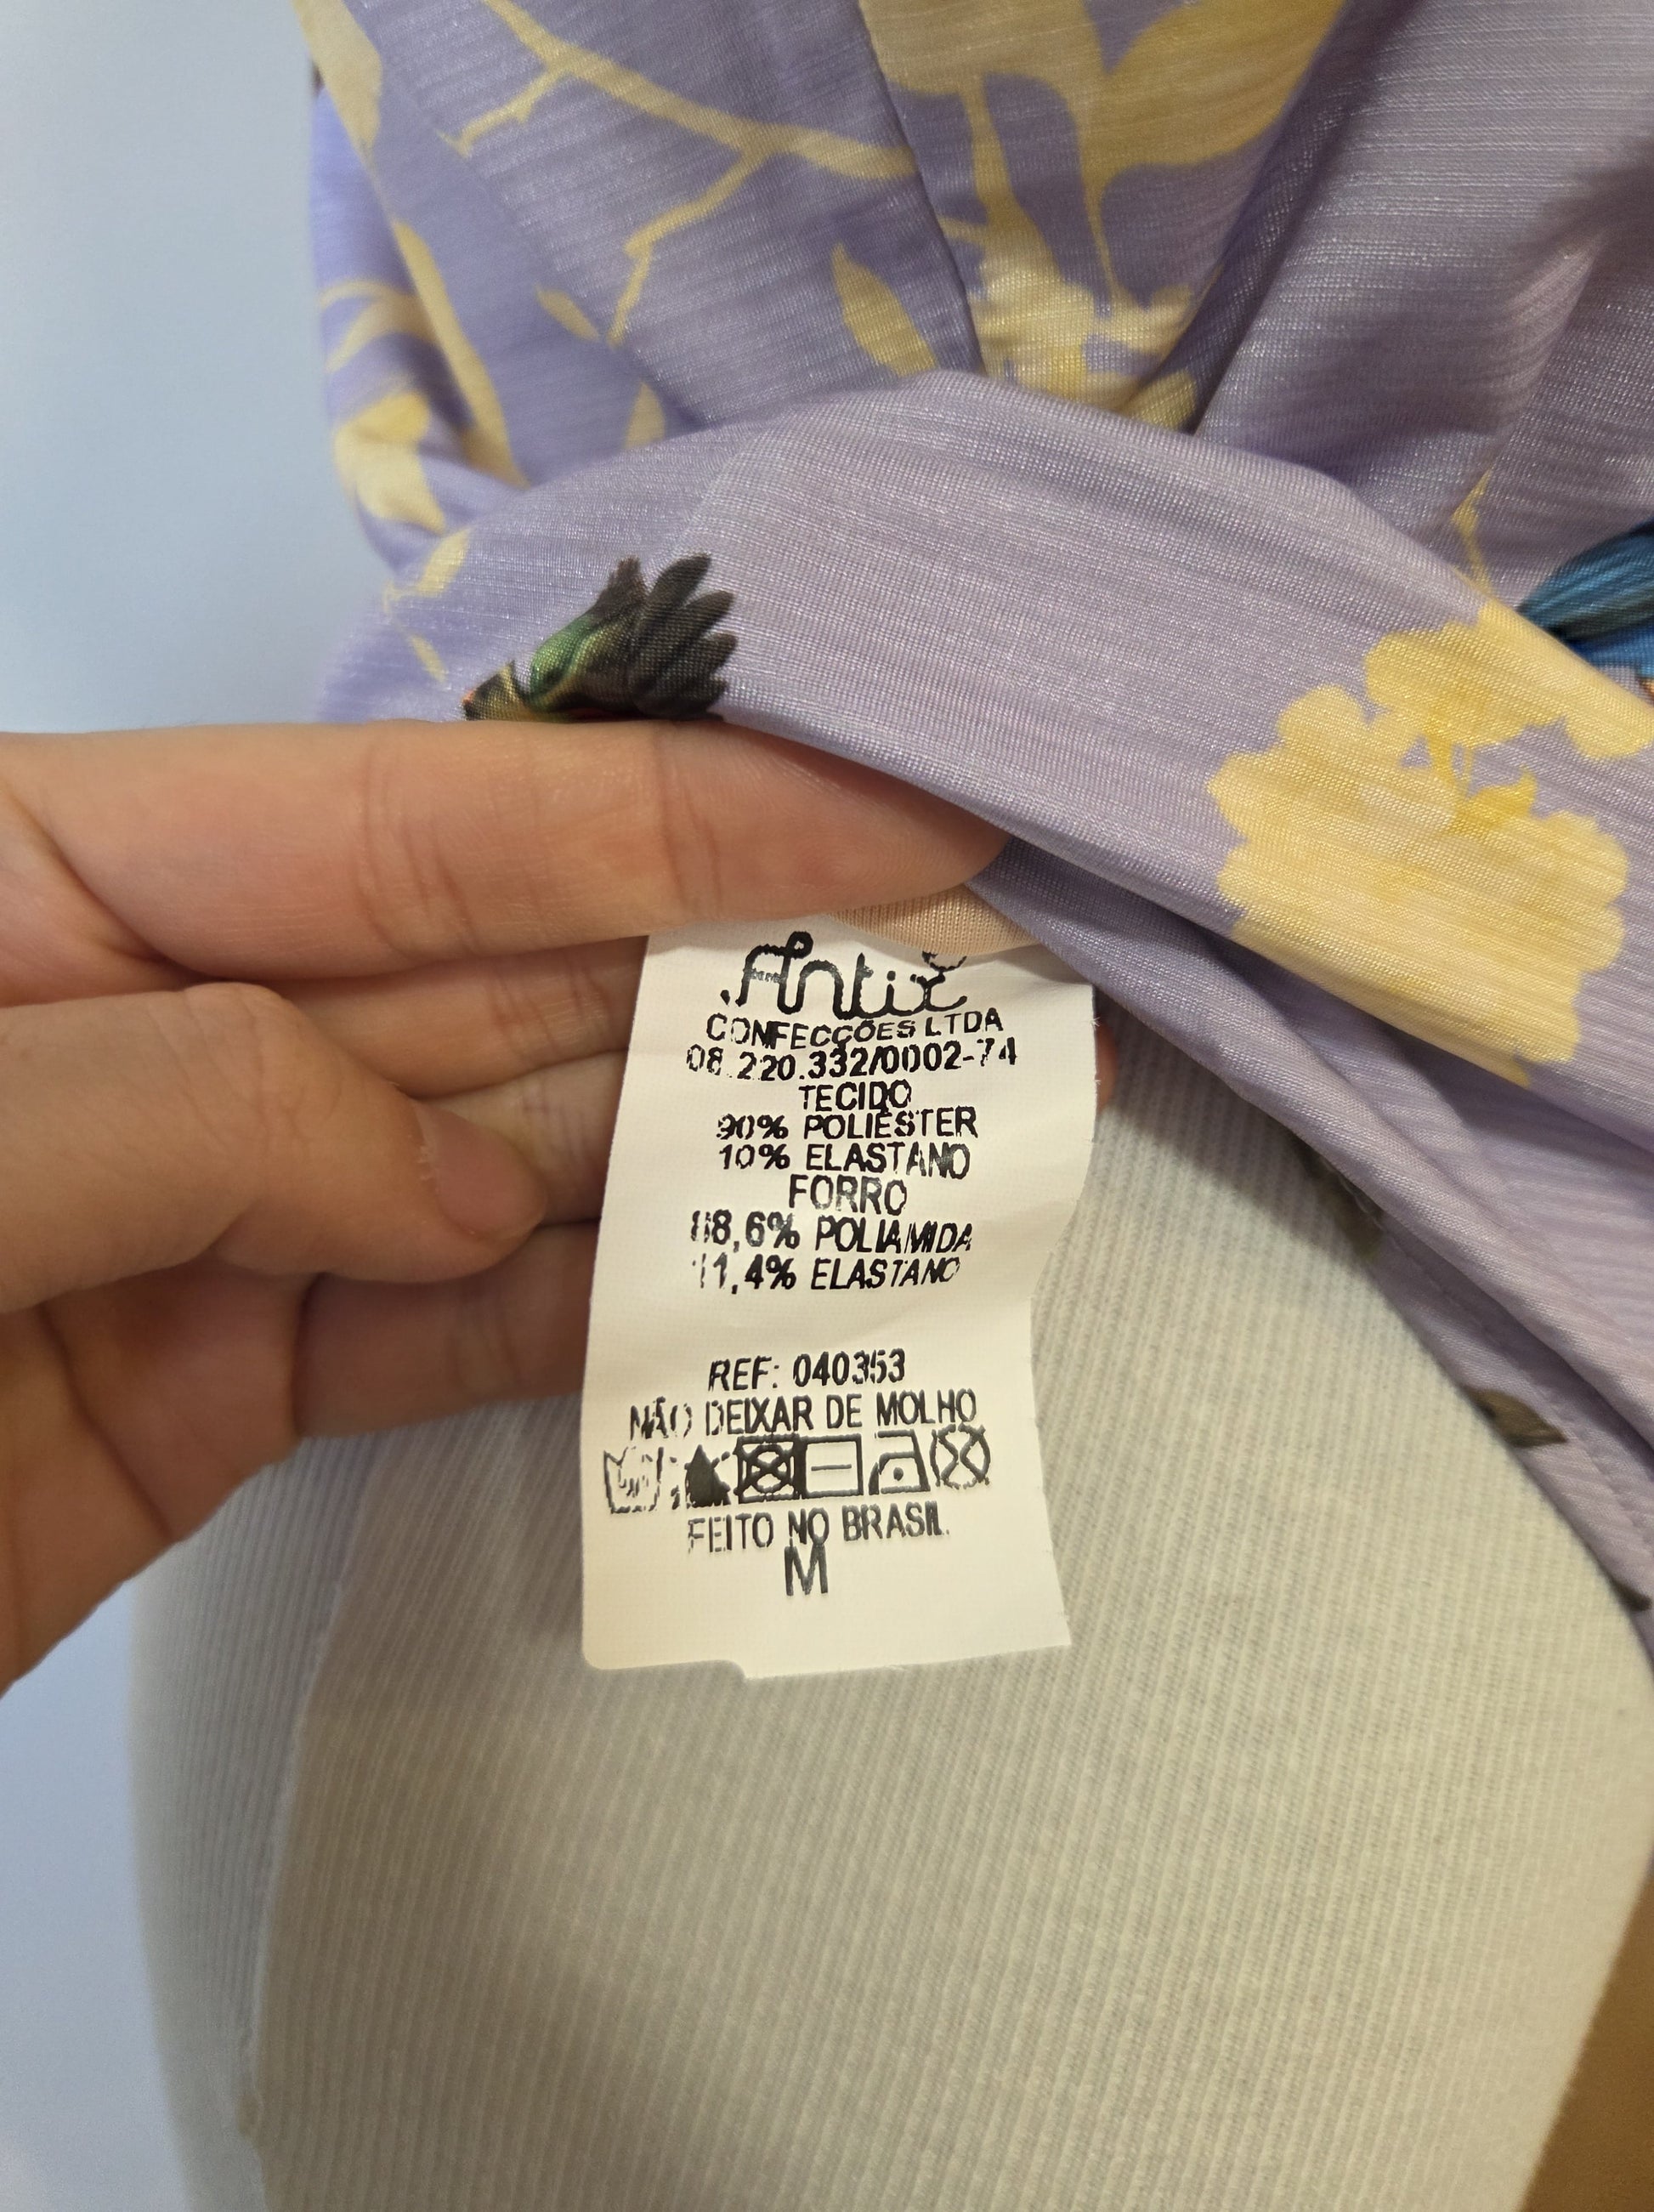 Antix
CONFECÇÕES LTDA
08.220.332/0002-74
TECIDO
90% POLIÉSTER
10% ELASTANO
FORRO
88,6% POLIAMIDA
11,4% ELASTANO
REF: 040353
NÃO DEIXAR DE MOLHO
FEITO NO BRASIL
M